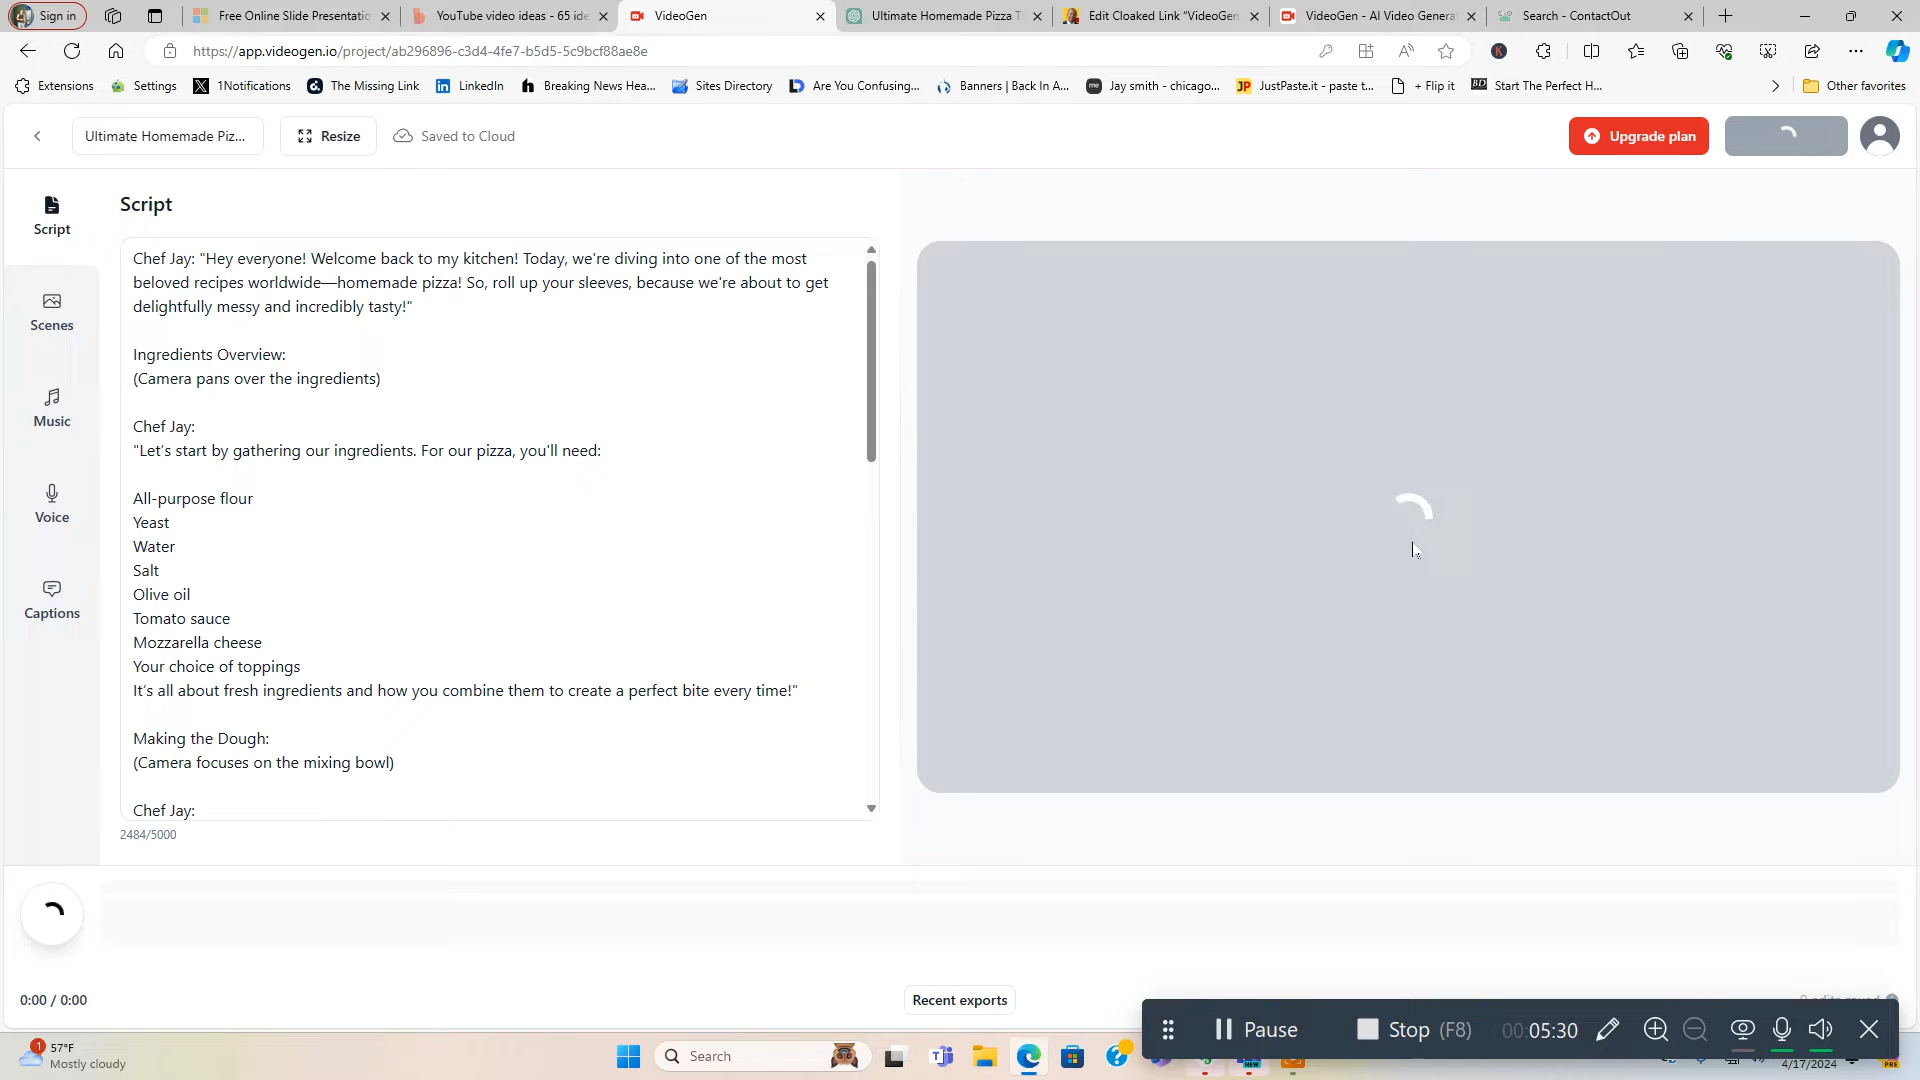 Sign in
Free Online Slide Presentatio
YouTube video ideas - 65 ide
VideoGen
Ultimate Homemade Pizza T
Edit Cloaked Link "VideoGen
VideoGen - AI Video Genera
Search - ContactOut
https://app.videogen.io/project/ab296896-c3d4-4fe7-b5d5-5c9bcf88ae8e
Extensions
Settings
1Notifications
The Missing Link
LinkedIn
Breaking News Hea...
Sites Directory
Are You Confusing...
Banners | Back In A...
Jay smith - chicago...
JustPaste.it - paste t...
+ Flip it
Start The Perfect H...
Other favorites
Ultimate Homemade Piz...
Resize
Saved to Cloud
Upgrade plan
Script
Scenes
Music
Voice
Captions
Script
Chef Jay: "Hey everyone! Welcome back to my kitchen! Today, we're diving into one of the most
beloved recipes worldwide—homemade pizza! So, roll up your sleeves, because we're about to get
delightfully messy and incredibly tasty!"
Ingredients Overview:
(Camera pans over the ingredients)
Chef Jay:
"Let's start by gathering our ingredients. For our pizza, you'll need:
All-purpose flour
Yeast
Water
Salt
Olive oil
Tomato sauce
Mozzarella cheese
Your choice of toppings
It's all about fresh ingredients and how you combine them to create a perfect bite every time!"
Making the Dough:
(Camera focuses on the mixing bowl)
Chef Jay:
2484/5000
0:00 / 0:00
Recent exports
Pause
Stop (F8)
00:05:30
1
57°F
Mostly cloudy
Search
4/17/2024